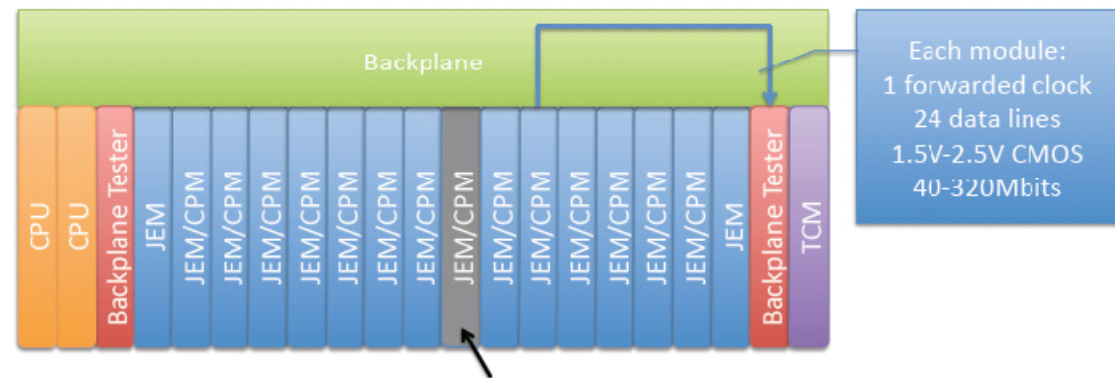 Backplane
Each module:
1 forwarded clock
24 data lines
1.5V-2.5V CMOS
40-320Mbits
CPU
CPU
Backplane Tester
JEM
JEM/CPM
JEM/CPM
JEM/CPM
JEM/CPM
JEM/CPM
JEM/CPM
JEM/CPM
JEM/CPM
JEM/CPM
JEM/CPM
JEM/CPM
JEM/CPM
JEM/CPM
JEM/CPM
JEM
Backplane Tester
TCM